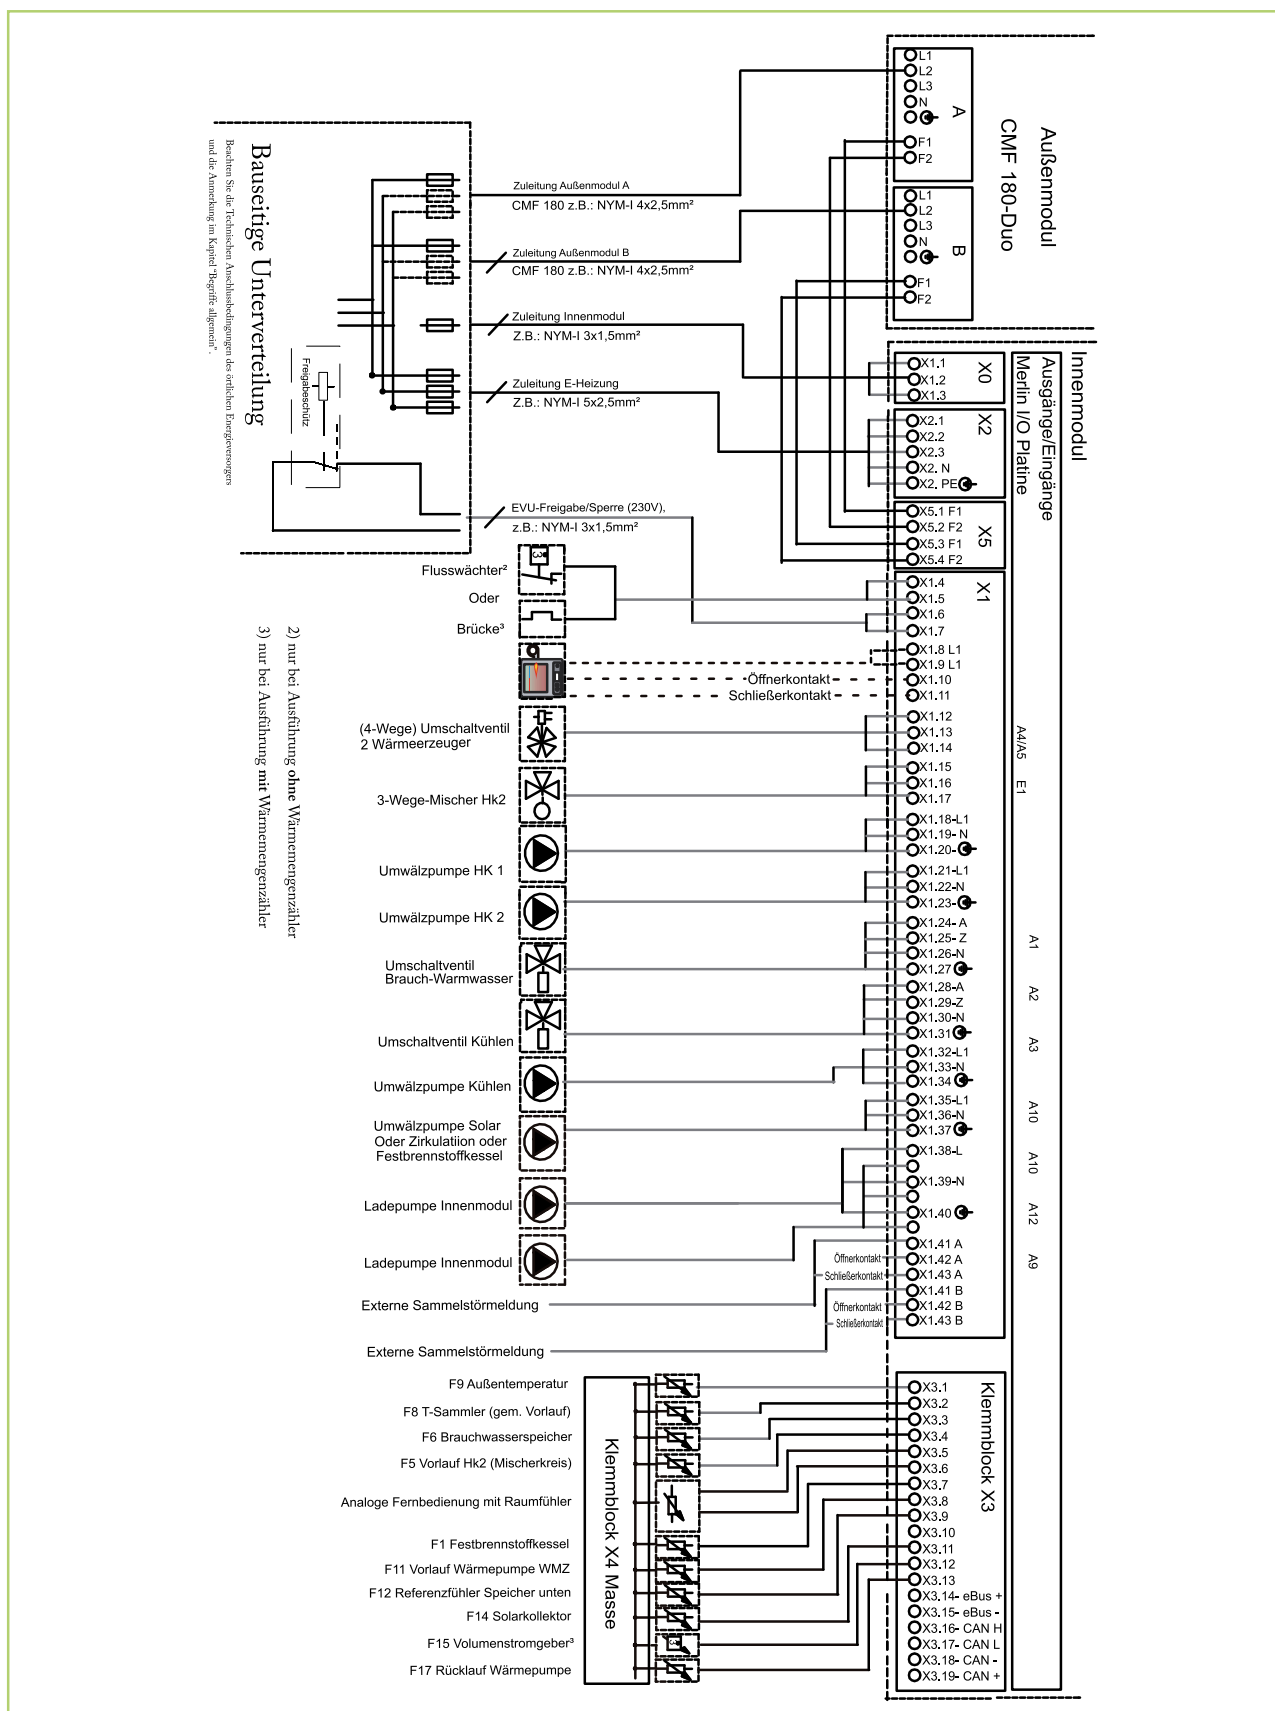 Außenmodul
CMF 180-Duo
A
L1
L2
L3
N
F1
F2
B
L1
L2
L3
N
F1
F2
Zuleitung Außenmodul A
CMF 180 z.B.: NYM-I 4x2,5mm²
Zuleitung Außenmodul B
CMF 180 z.B.: NYM-I 4x2,5mm²
Zuleitung Innenmodul
Z.B.: NYM-I 3x1,5mm²
Zuleitung E-Heizung
Z.B.: NYM-I 5x2,5mm²
EVU-Freigabe/Sperre (230V),
z.B.: NYM-I 3x1,5mm²
Bauseitige Unterverteilung
Beachten Sie die Technischen Anschlussbedingungen des örtlichen Energieversorgers
und die Anmerkung im Kapitel "Begriffe allgemein".
Freigabeschütz
Innenmodul
Ausgänge/Eingänge
Merlin I/O Platine
X0
X1.1
X1.2
X1.3
X2
X2.1
X2.2
X2.3
X2. N
X2. PE
X5
X5.1 F1
X5.2 F2
X5.3 F1
X5.4 F2
X1
X1.4
X1.5
X1.6
X1.7
X1.8 L1
X1.9 L1
X1.10
X1.11
X1.12
X1.13
X1.14
X1.15
X1.16
X1.17
X1.18-L1
X1.19- N
X1.20-
X1.21-L1
X1.22-N
X1.23-
X1.24- A
X1.25- Z
X1.26-N
X1.27
X1.28-A
X1.29-Z
X1.30-N
X1.31
X1.32-L1
X1.33-N
X1.34
X1.35-L1
X1.36-N
X1.37
X1.38-L
X1.39-N
X1.40
X1.41 A
X1.42 A
X1.43 A
X1.41 B
X1.42 B
X1.43 B
A4/A5
E1
A1
A2
A3
A10
A10
A12
A9
Flusswächter²
Oder
Brücke³
3
Öffnerkontakt
Schließerkontakt
(4-Wege) Umschaltventil
2 Wärmeerzeuger
3-Wege-Mischer Hk2
Umwälzpumpe HK 1
Umwälzpumpe HK 2
Umschaltventil
Brauch-Warmwasser
Umschaltventil Kühlen
Umwälzpumpe Kühlen
Umwälzpumpe Solar
Oder Zirkulatiion oder
Festbrennstoffkessel
Ladepumpe Innenmodul
Ladepumpe Innenmodul
Öffnerkontakt
Schließerkontakt
Externe Sammelstörmeldung
Öffnerkontakt
Schließerkontakt
Externe Sammelstörmeldung
2) nur bei Ausführung ohne Wärmemengenzähler
3) nur bei Ausführung mit Wärmemengenzähler
F9 Außentemperatur
F8 T-Sammler (gem. Vorlauf)
F6 Brauchwasserspeicher
F5 Vorlauf Hk2 (Mischerkreis)
Analoge Fernbedienung mit Raumfühler
F1 Festbrennstoffkessel
F11 Vorlauf Wärmepumpe WMZ
F12 Referenzfühler Speicher unten
F14 Solarkollektor
F15 Volumenstromgeber³
F17 Rücklauf Wärmepumpe
3
Klemmblock X4 Masse
Klemmblock X3
X3.1
X3.2
X3.3
X3.4
X3.5
X3.6
X3.7
X3.8
X3.9
X3.10
X3.11
X3.12
X3.13
X3.14- eBus +
X3.15- eBus -
X3.16- CAN H
X3.17- CAN L
X3.18- CAN -
X3.19- CAN +